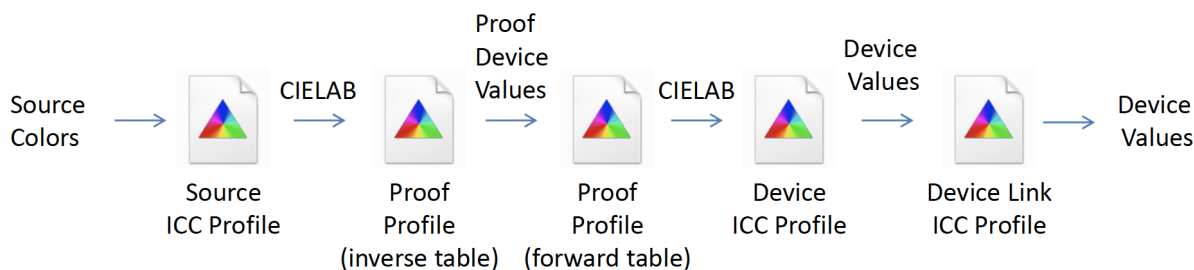 Source
Colors
CIELAB
Proof
Device
Values
CIELAB
Device
Values
Device
Values
Source
ICC Profile
Proof
Profile
(inverse table)
Proof
Profile
(forward table)
Device
ICC Profile
Device Link
ICC Profile